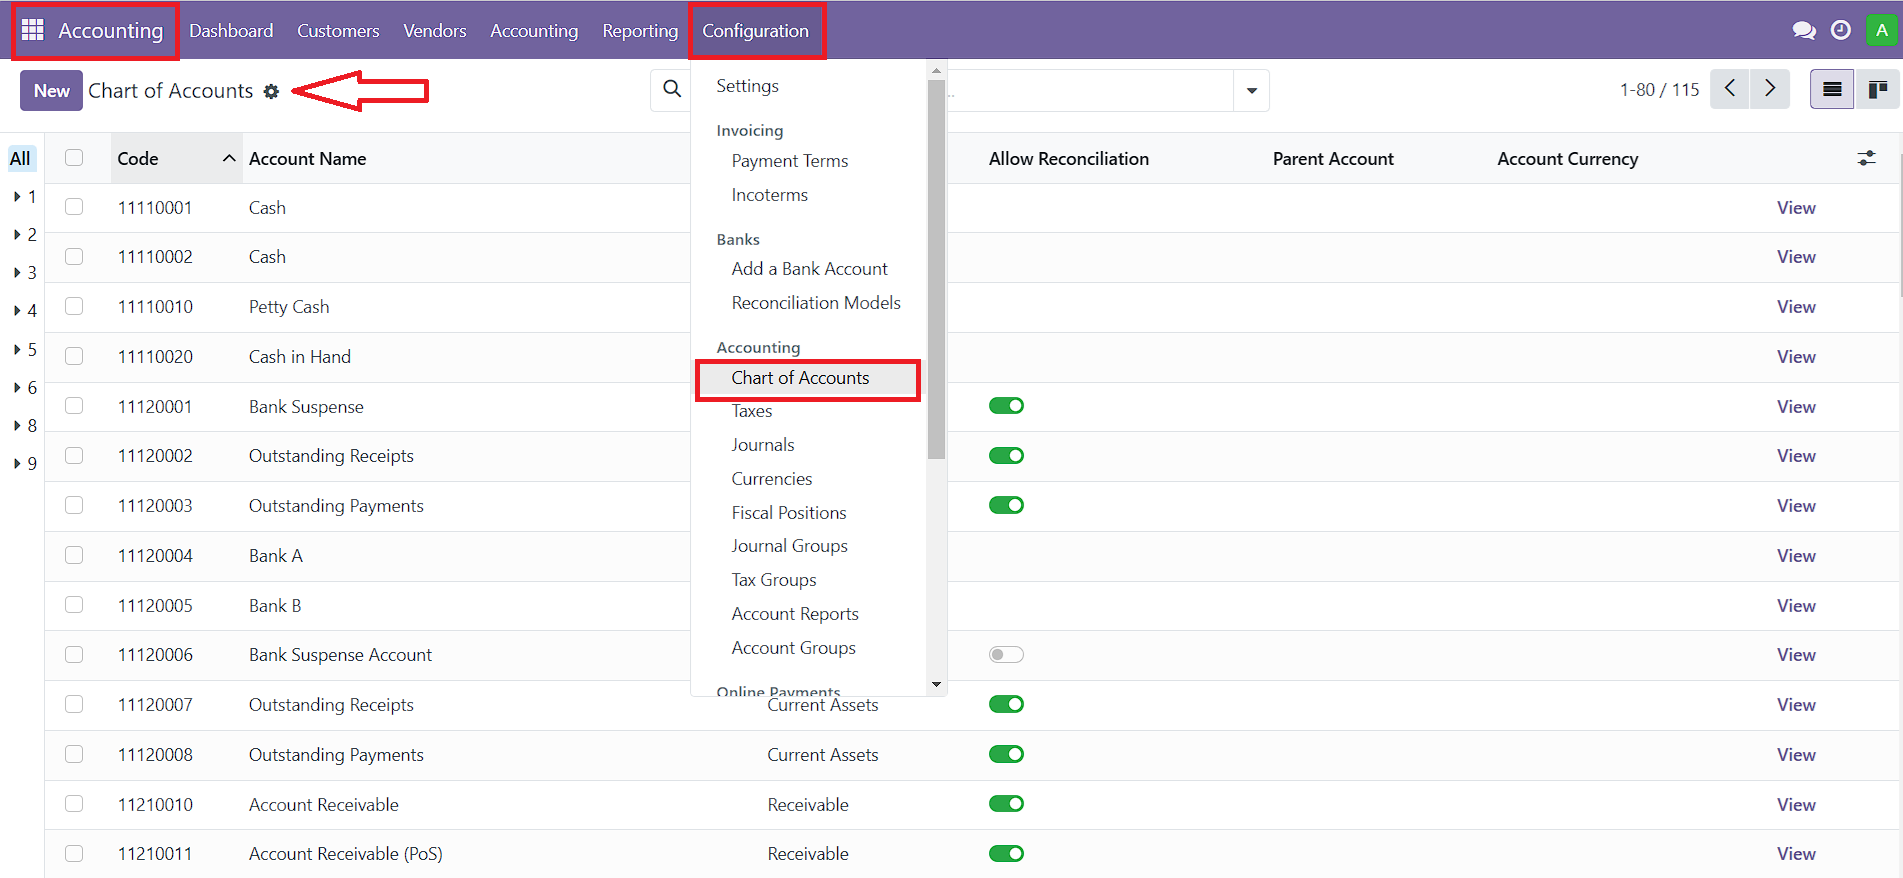 Accounting Dashboard Customers Vendors Accounting Reporting Configuration A
New Chart of Accounts 1-80 / 115
Settings
Invoicing
Payment Terms
Incoterms
Banks
Add a Bank Account
Reconciliation Models
Accounting
Chart of Accounts
Taxes
Journals
Currencies
Fiscal Positions
Journal Groups
Tax Groups
Account Reports
Account Groups
Online Payments
All
1
2
3
4
5
6
8
9
Code Account Name Allow Reconciliation Parent Account Account Currency
11110001 Cash View
11110002 Cash View
11110010 Petty Cash View
11110020 Cash in Hand View
11120001 Bank Suspense View
11120002 Outstanding Receipts View
11120003 Outstanding Payments View
11120004 Bank A View
11120005 Bank B View
11120006 Bank Suspense Account View
11120007 Outstanding Receipts Current Assets View
11120008 Outstanding Payments Current Assets View
11210010 Account Receivable Receivable View
11210011 Account Receivable (PoS) Receivable View